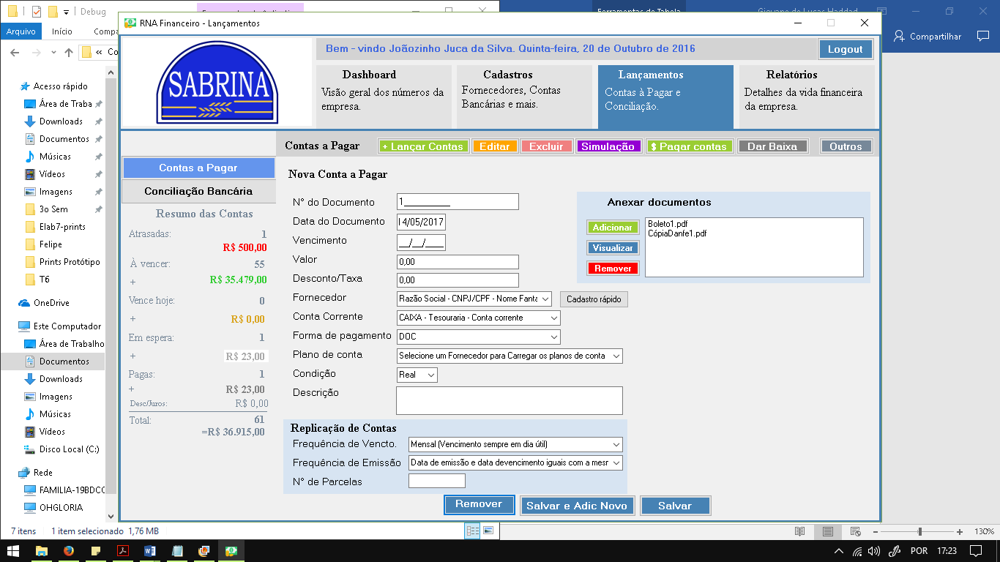 Debug
Ferramentas de Tabela
Giovane de Lucas Haddad
Arquivo
Início
Compa
Compartilhar
RNA Financeiro - Lançamentos
« Co
Acesso rápido
Área de Traba
Downloads
Documentos
Músicas
Vídeos
Imagens
3o Sem
Elab7-prints
Felipe
Prints Protótipo
T6
OneDrive
Este Computador
Área de Trabalho
Documentos
Downloads
Imagens
Músicas
Vídeos
Disco Local (C:)
Rede
FAMILIA-19BDCC
OHGLORIA
7 itens
1 item selecionado 1,76 MB
SABRINA
Bem - vindo Joãozinho Juca da Silva. Quinta-feira, 20 de Outubro de 2016
Logout
Dashboard
Visão geral dos números da
empresa.
Cadastros
Fornecedores, Contas
Bancárias e mais.
Lançamentos
Contas à Pagar e
Conciliação.
Relatórios
Detalhes da vida financeira
da empresa.
Contas a Pagar
+ Lançar Contas
Editar
Excluir
Simulação
$ Pagar contas
Dar Baixa
Outros
Contas a Pagar
Conciliação Bancária
Resumo das Contas
Atrasadas: 1
R$ 500,00
À vencer: 55
+ R$ 35.479,00
Vence hoje: 0
+ R$ 0,00
Em espera: 1
+ R$ 23,00
Pagas: 1
+ R$ 23,00
Desc/Juros: R$ 0,00
Total: 61
=R$ 36.915,00
Nova Conta a Pagar
N° do Documento 1_________
Data do Documento 14/05/2017
Vencimento __/__/____
Valor 0,00
Desconto/Taxa 0,00
Fornecedor Razão Social - CNPJ/CPF - Nome Fanta
Cadastro rápido
Conta Corrente CAIXA - Tesouraria - Conta corrente
Forma de pagamento DOC
Plano de conta Selecione um Fornecedor para Carregar os planos de conta
Condição Real
Descrição
Anexar documentos
Adicionar
Visualizar
Remover
Boleto1.pdf
CópiaDanfe1.pdf
Replicação de Contas
Frequência de Vencto. Mensal (Vencimento sempre em dia útil)
Frequência de Emissão Data de emissão e data devencimento iguais com a mesr
N° de Parcelas
Remover
Salvar e Adic Novo
Salvar
130%
POR
17:23